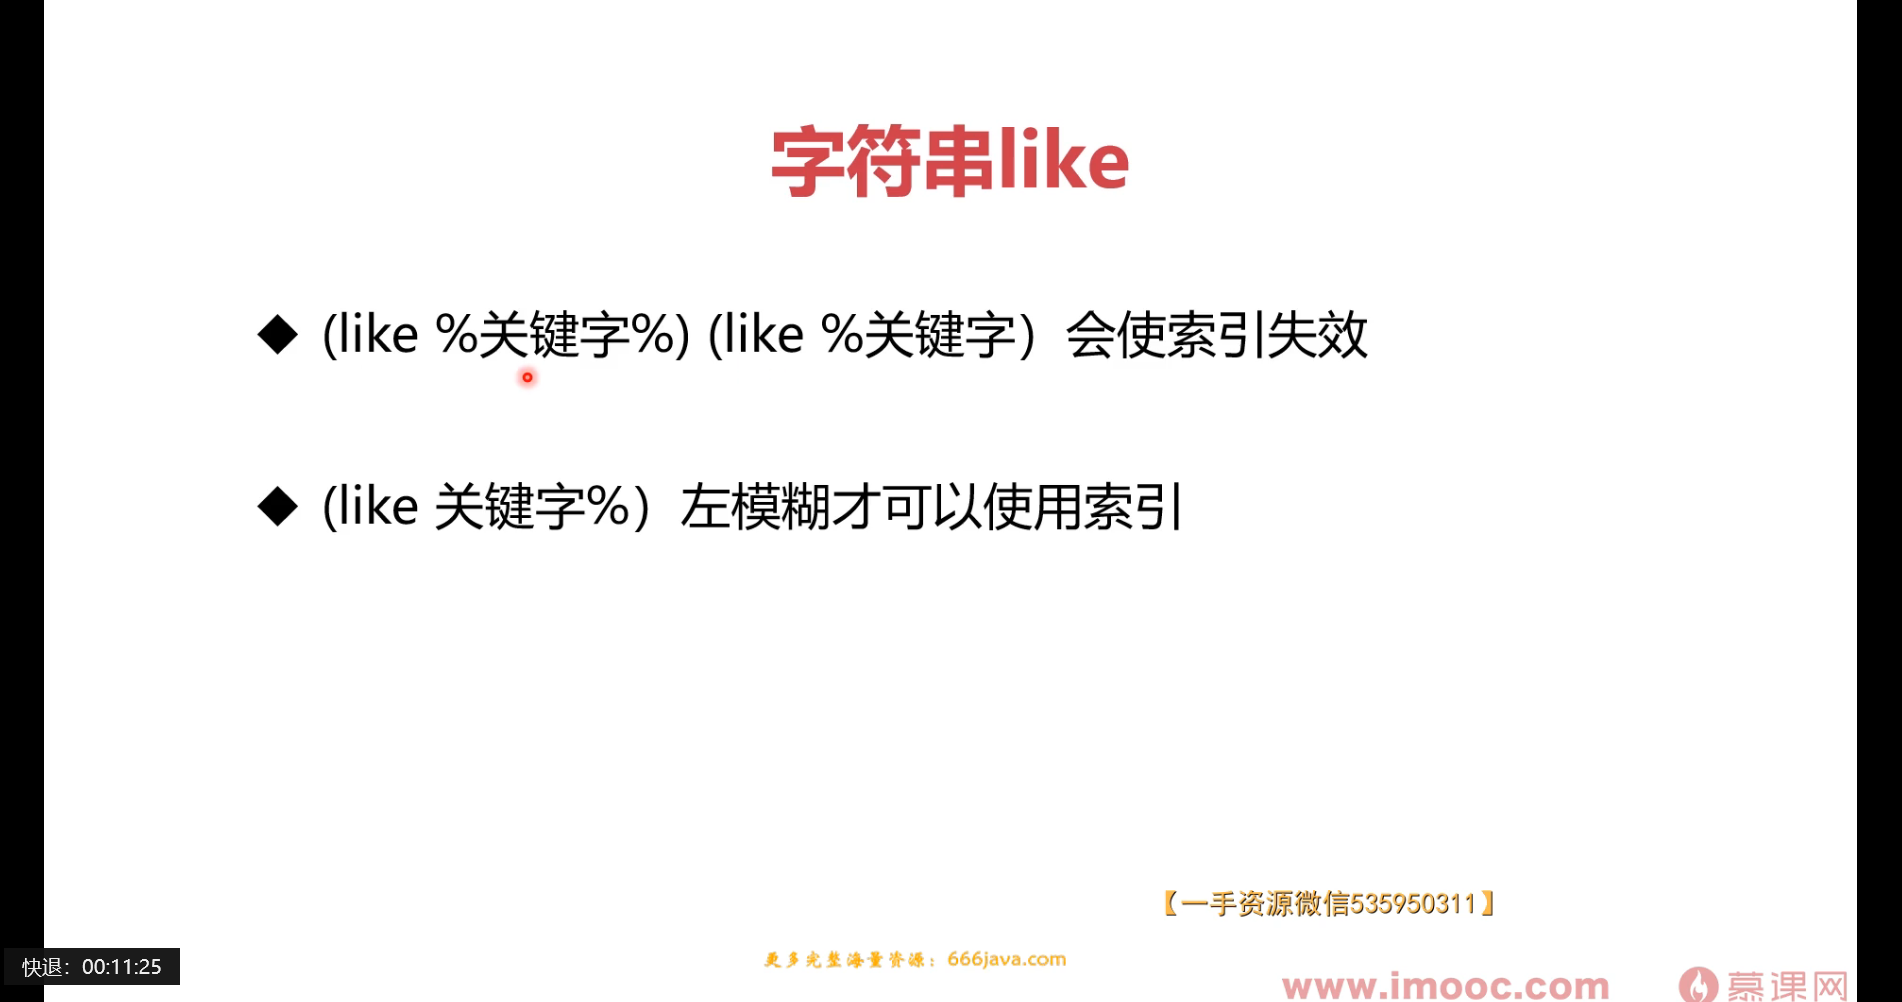 字符串like
◆ (like %关键字%) (like %关键字）会使索引失效
◆ (like 关键字%）左模糊才可以使用索引
【一手资源微信535950311】
更多完整海量资源：666java.com
快退：00:11:25
www.imooc.com 慕课网